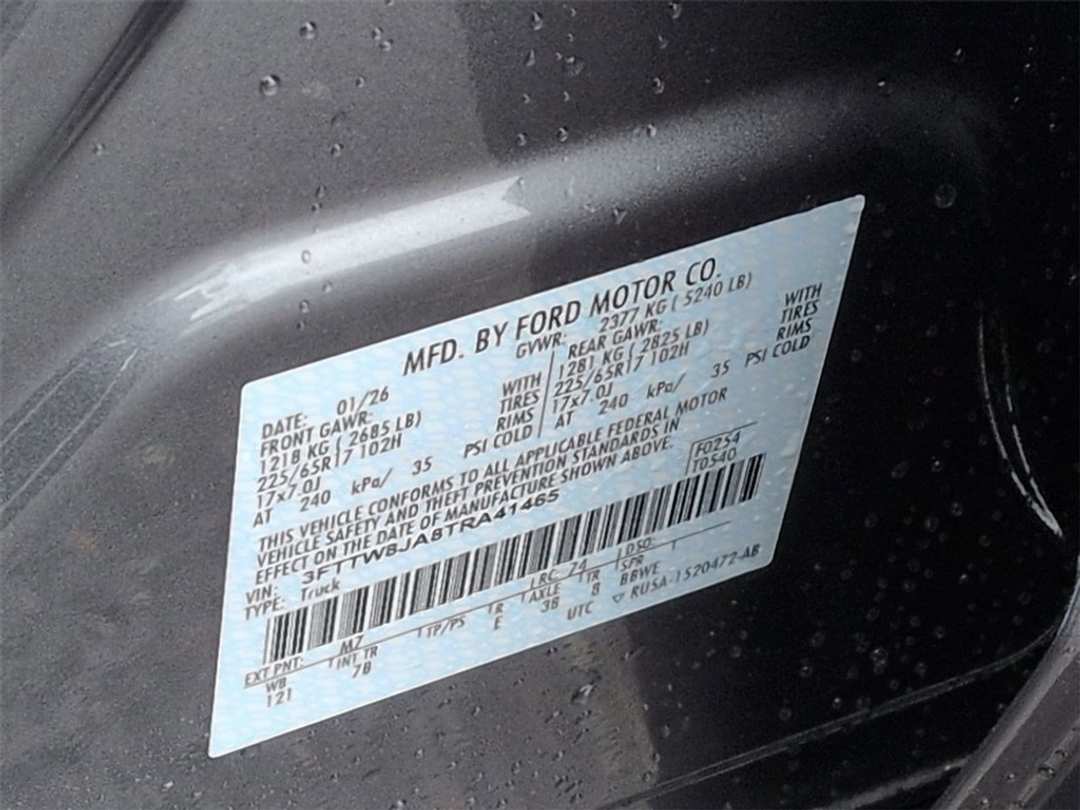 MFD. BY FORD MOTOR CO.
DATE: 01/26 GVWR: 2377 KG ( 5240 LB)
FRONT GAWR: REAR GAWR:
1218 KG ( 2685 LB) WITH 1281 KG ( 2825 LB) WITH
225/65R17 102H TIRES 225/65R17 102H TIRES
17x7.0J RIMS 17x7.0J RIMS
AT 240 kPa/ 35 PSI COLD AT 240 kPa/ 35 PSI COLD
THIS VEHICLE CONFORMS TO ALL APPLICABLE FEDERAL MOTOR
VEHICLE SAFETY AND THEFT PREVENTION STANDARDS IN
EFFECT ON THE DATE OF MANUFACTURE SHOWN ABOVE.
VIN: 3FTTW8JA8TRA41465 F0254
TYPE: Truck T0540
EXT PNT: M7 LRC: 74 DSO:
WB INT TR TP/PS R AXLE TR SPR
121 7B E 3B 8 BBWE
UTC ▽ RUSA-1520472-AB